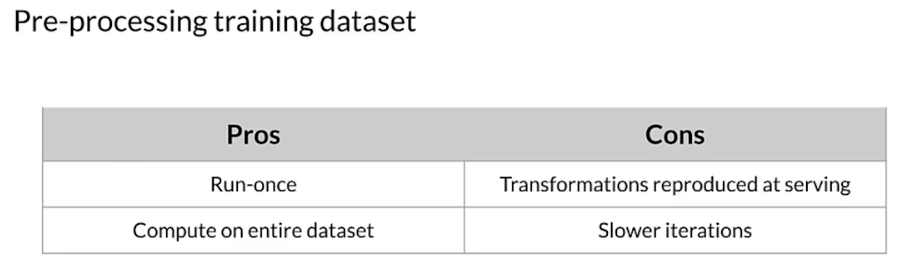 Pre-processing training dataset
Pros
Cons
Run-once
Transformations reproduced at serving
Compute on entire dataset
Slower iterations